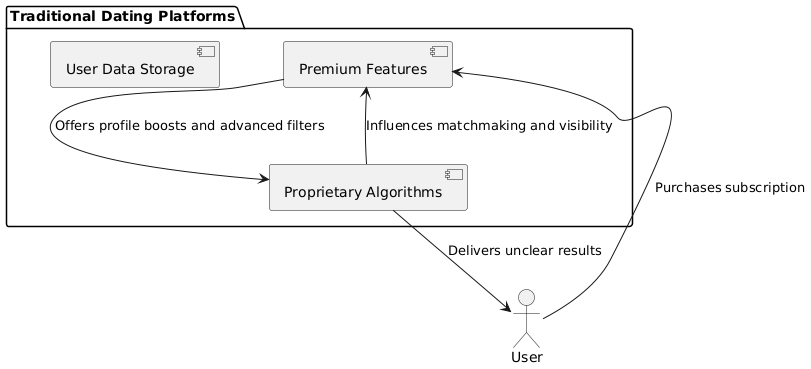 Traditional Dating Platforms
User Data Storage
Premium Features
Offers profile boosts and advanced filters
Influences matchmaking and visibility
Proprietary Algorithms
Purchases subscription
Delivers unclear results
User